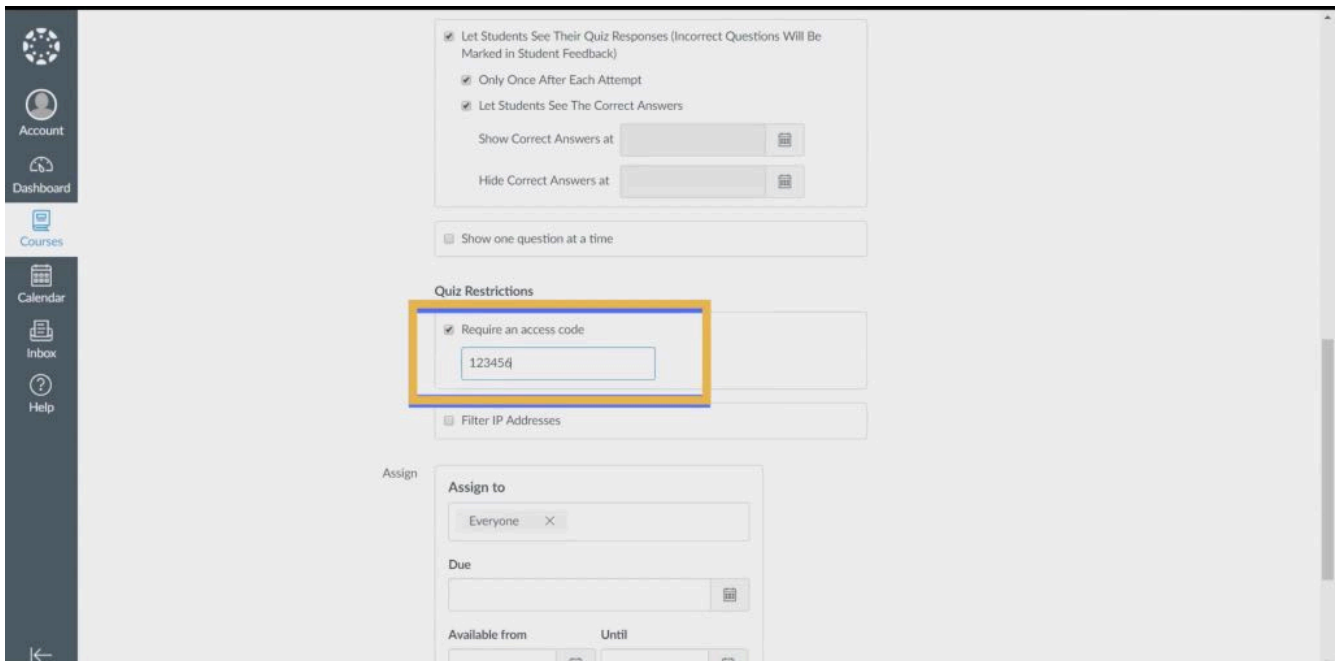 Account
Dashboard
Courses
Calendar
Inbox
Help
Let Students See Their Quiz Responses (Incorrect Questions Will Be
Marked in Student Feedback)
Only Once After Each Attempt
Let Students See The Correct Answers
Show Correct Answers at
Hide Correct Answers at
Show one question at a time
Quiz Restrictions
Require an access code
123456
Filter IP Addresses
Assign
Assign to
Everyone
Due
Available from Until